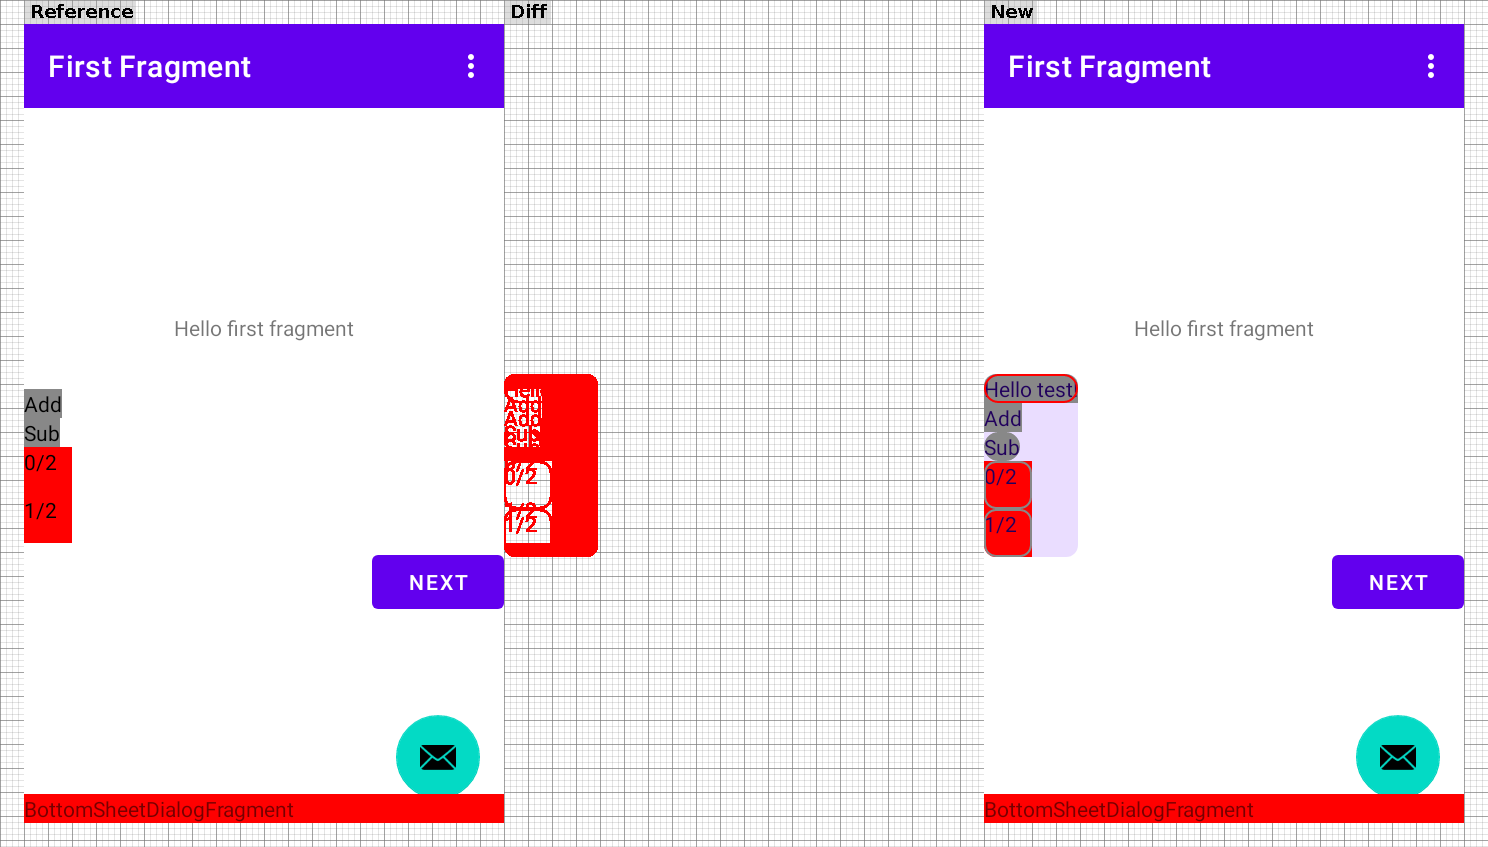 Reference
First Fragment
Hello first fragment
Add
Sub
0/2
1/2
NEXT
BottomSheetDialogFragment
Diff
Add
Add
Sub
0/2
1/2
New
First Fragment
Hello first fragment
Hello test!
Add
Sub
0/2
1/2
NEXT
BottomSheetDialogFragment